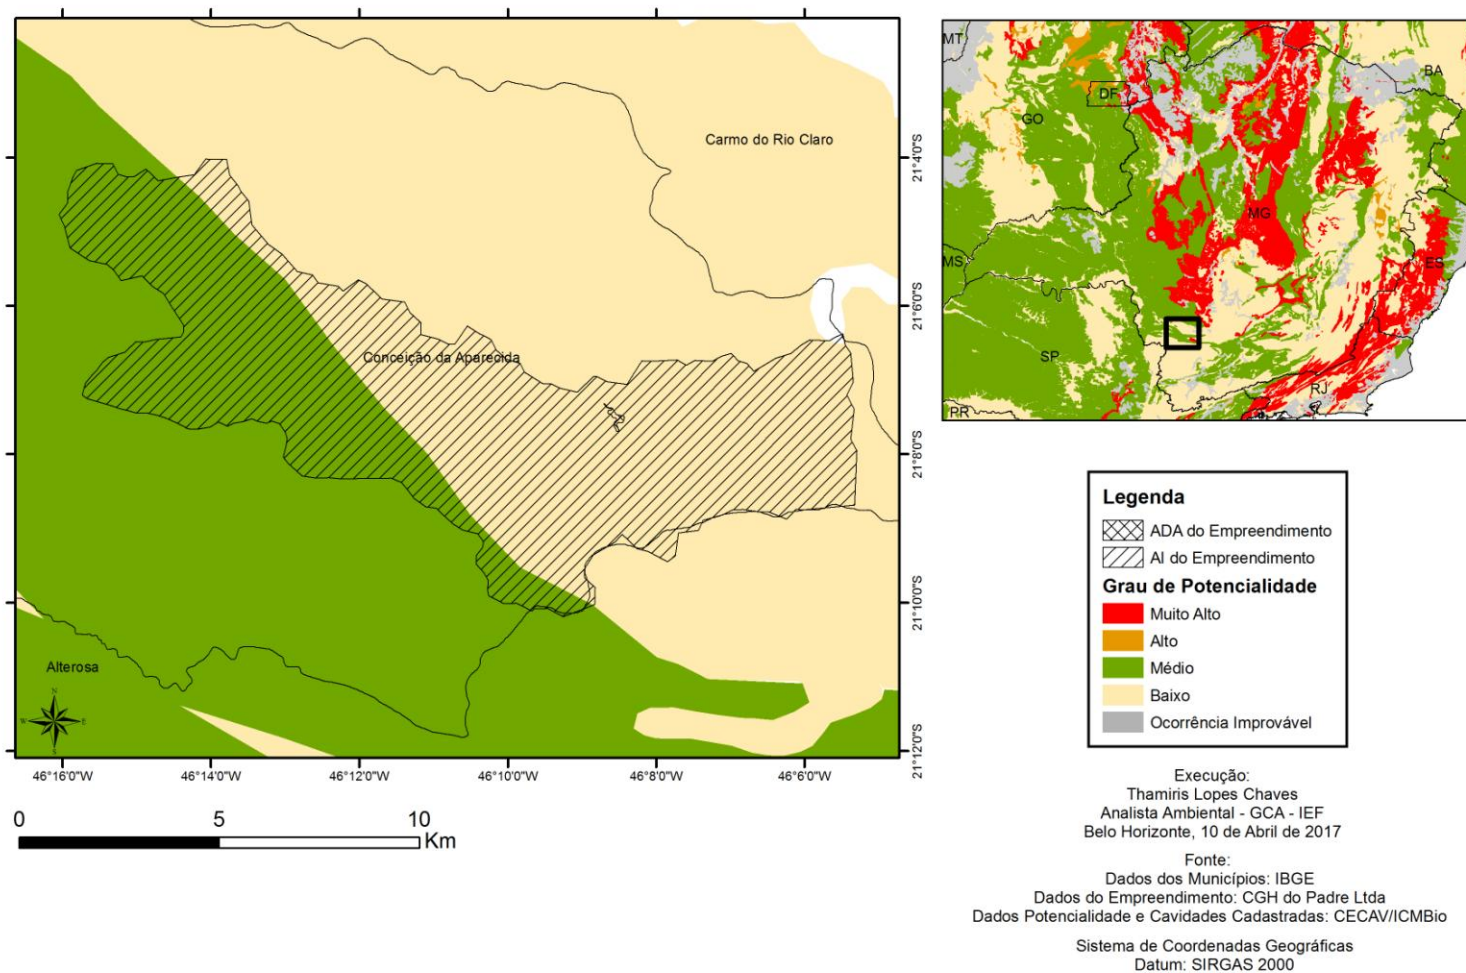 Carmo do Rio Claro
Conceição da Aparecida
Alterosa
N
W
E
S
21°4'0"S
21°6'0"S
21°8'0"S
21°10'0"S
21°12'0"S
46°16'0"W
46°14'0"W
46°12'0"W
46°10'0"W
46°8'0"W
46°6'0"W
0
5
10
Km
MT
BA
DF
GO
MG
MS
ES
SP
RJ
PR
Legenda
ADA do Empreendimento
AI do Empreendimento
Grau de Potencialidade
Muito Alto
Alto
Médio
Baixo
Ocorrência Improvável
Execução:
Thamiris Lopes Chaves
Analista Ambiental - GCA - IEF
Belo Horizonte, 10 de Abril de 2017
Fonte:
Dados dos Municípios: IBGE
Dados do Empreendimento: CGH do Padre Ltda
Dados Potencialidade e Cavidades Cadastradas: CECAV/ICMBio
Sistema de Coordenadas Geográficas
Datum: SIRGAS 2000